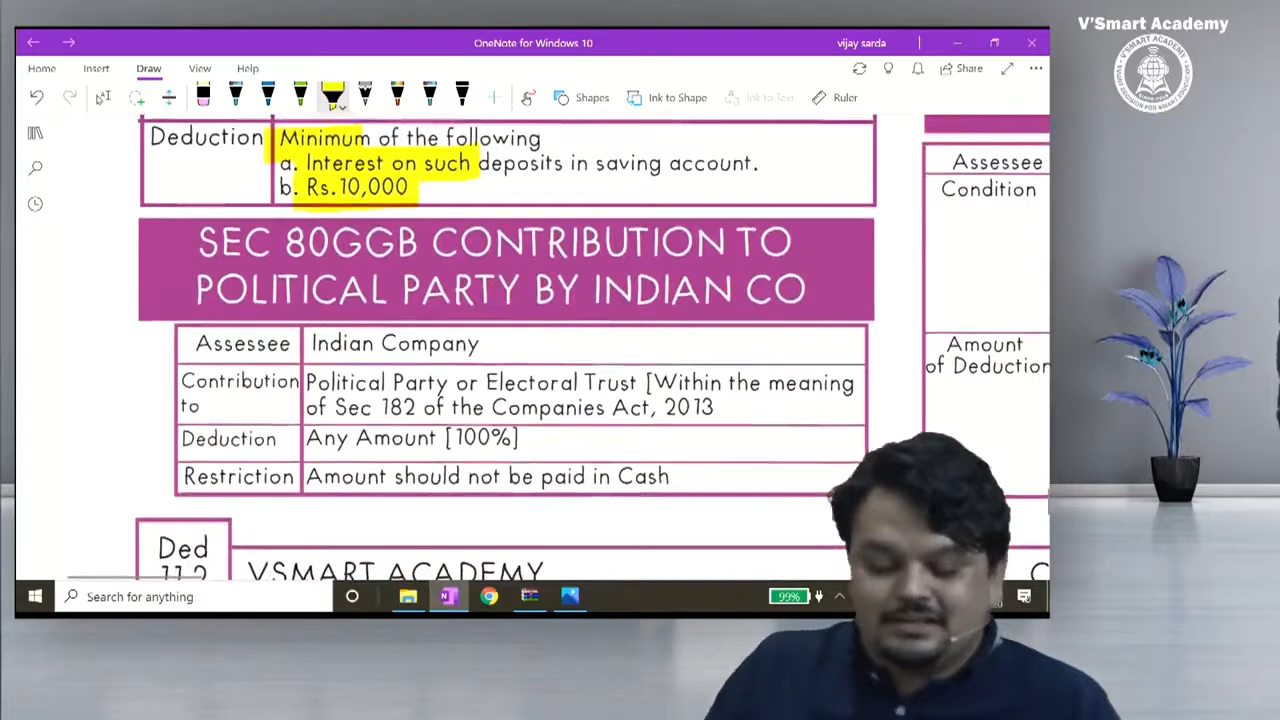 V'Smart Academy
OneNote for Windows 10
vijay sarda
Home Insert Draw View Help
Share
Shapes Ink to Shape Ink to Text Ruler
Deduction Minimum of the following
a. Interest on such deposits in saving account.
b. Rs.10,000
SEC 80GGB CONTRIBUTION TO
POLITICAL PARTY BY INDIAN CO
Assessee Indian Company
Contribution to Political Party or Electoral Trust [Within the meaning
of Sec 182 of the Companies Act, 2013
Deduction Any Amount [100%]
Restriction Amount should not be paid in Cash
Assessee
Condition
Amount
of Deduction
Ded
11.2
VSMART ACADEMY
Search for anything
99%